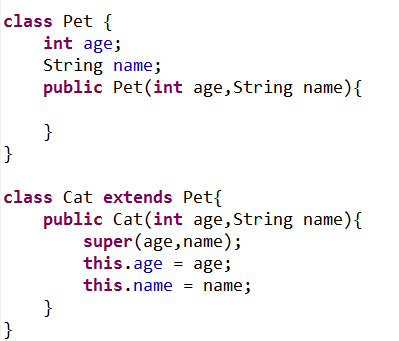 class Pet {
    int age;
    String name;
    public Pet(int age,String name){

    }
}

class Cat extends Pet{
    public Cat(int age,String name){
        super(age,name);
        this.age = age;
        this.name = name;
    }
}